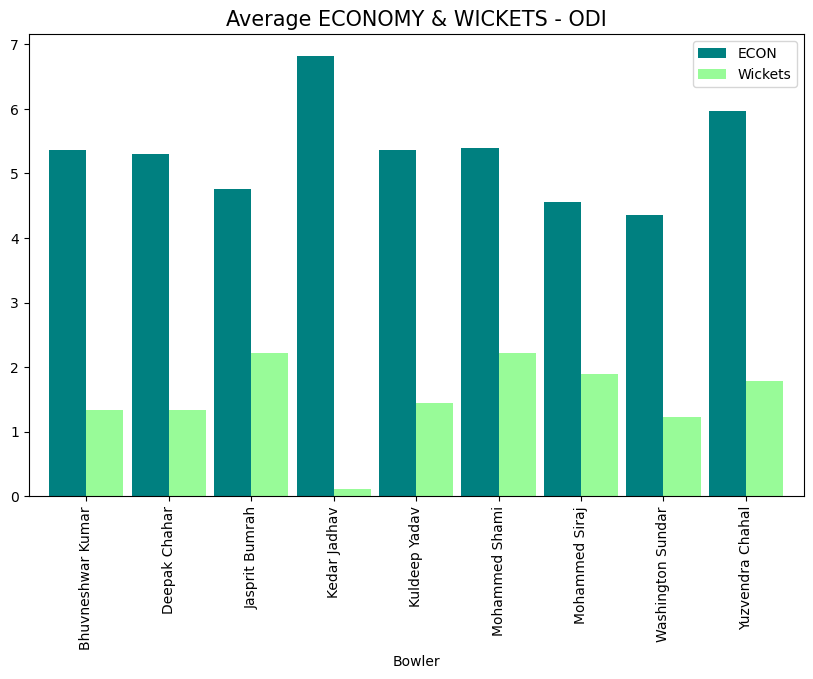 Average ECONOMY & WICKETS - ODI
ECON
Wickets
7
6
5
4
3
2
1
0
Bhuvneshwar Kumar
Deepak Chahar
Jasprit Bumrah
Kedar Jadhav
Kuldeep Yadav
Mohammed Shami
Mohammed Siraj
Washington Sundar
Yuzvendra Chahal
Bowler